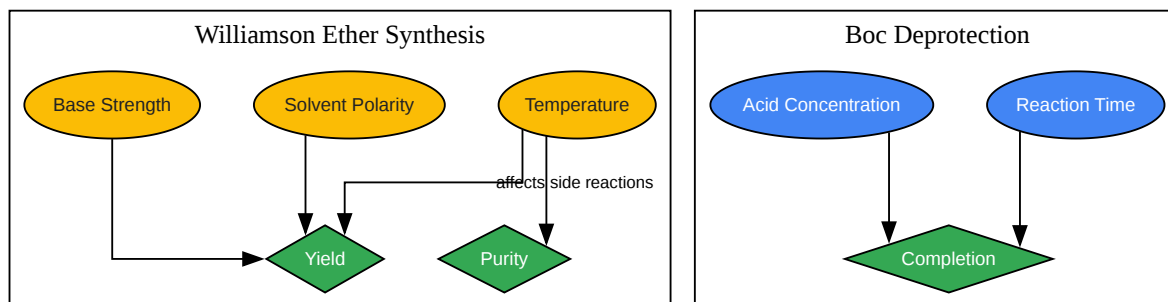 Williamson Ether Synthesis
Boc Deprotection
Base Strength
Solvent Polarity
Temperature
Acid Concentration
Reaction Time
affects side reactions
Yield
Purity
Completion